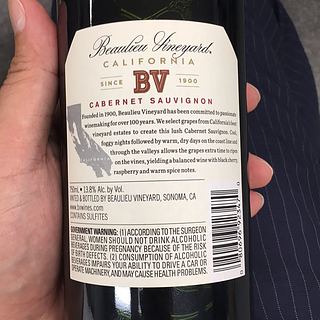 Beaulieu Vineyard
CALIFORNIA
SINCE BV 1900
CABERNET SAUVIGNON
Founded in 1900, Beaulieu Vineyard has been committed to passionate
winemaking for over 100 years. We select grapes from California's finest
vineyard estates to create this lush Cabernet Sauvignon. Cool,
foggy nights followed by warm, dry days on the coast line and
through the valleys allows the grapes extra time to ripen
on the vines, yielding a balanced wine with black cherry,
raspberry and warm spice notes.
CALIFORNIA
750mL • 13.8% Alc. by Vol.
VINTED & BOTTLED BY BEAULIEU VINEYARD, SONOMA, CA
www.bvwines.com
CONTAINS SULFITES
GOVERNMENT WARNING: (1) ACCORDING TO THE SURGEON
GENERAL, WOMEN SHOULD NOT DRINK ALCOHOLIC
BEVERAGES DURING PREGNANCY BECAUSE OF THE RISK
OF BIRTH DEFECTS. (2) CONSUMPTION OF ALCOHOLIC
BEVERAGES IMPAIRS YOUR ABILITY TO DRIVE A CAR OR
OPERATE MACHINERY, AND MAY CAUSE HEALTH PROBLEMS.